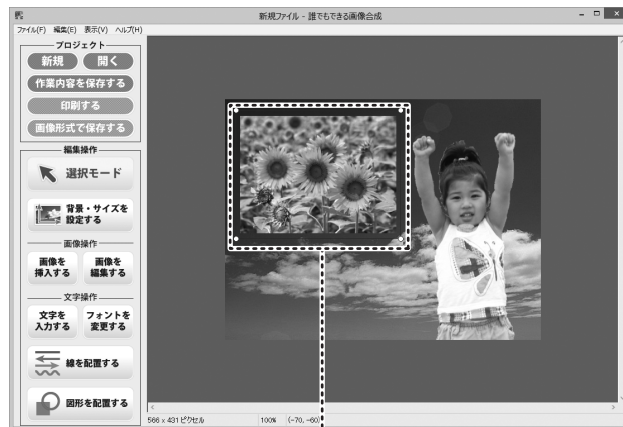 新規ファイル - 誰でもできる画像合成
ファイル(F) 編集(E) 表示(V) ヘルプ(H)
プロジェクト
新規 開く
作業内容を保存する
印刷する
画像形式で保存する
編集操作
選択モード
背景・サイズを
設定する
画像操作
画像を 画像を
挿入する 編集する
文字操作
文字を フォントを
入力する 変更する
線を配置する
図形を配置する
566 x 431 ピクセル 100% (-70, -60)